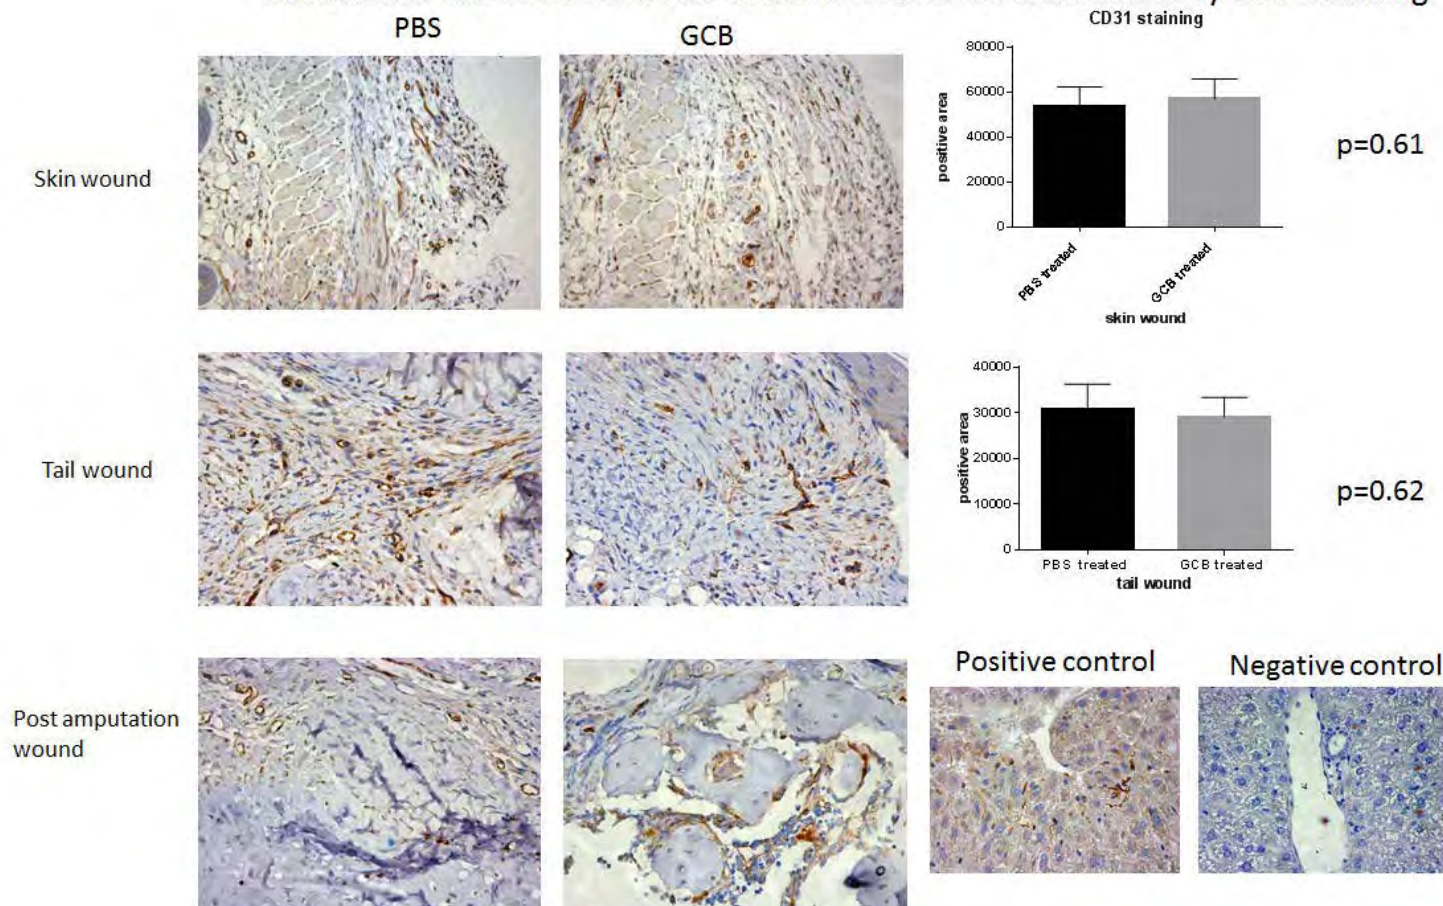 PBS
GCB
CD31 staining
80000
60000
40000
20000
0
positive area
PBS treated
GCB treated
skin wound
p=0.61
Skin wound
40000
30000
20000
10000
0
positive area
PBS treated
GCB treated
tail wound
p=0.62
Tail wound
Post amputation
wound
Positive control
Negative control